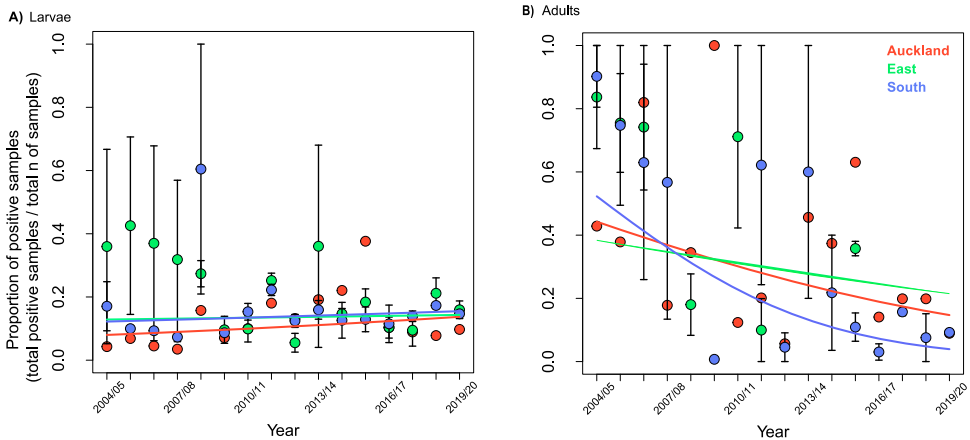 A) Larvae
Proportion of positive samples
(total positive samples / total n of samples)
1.0
0.8
0.6
0.4
0.2
0.0
2004/05
2007/08
2010/11
2013/14
2016/17
2019/20
Year
B) Adults
Auckland
East
South
1.0
0.8
0.6
0.4
0.2
0.0
2004/05
2007/08
2010/11
2013/14
2016/17
2019/20
Year